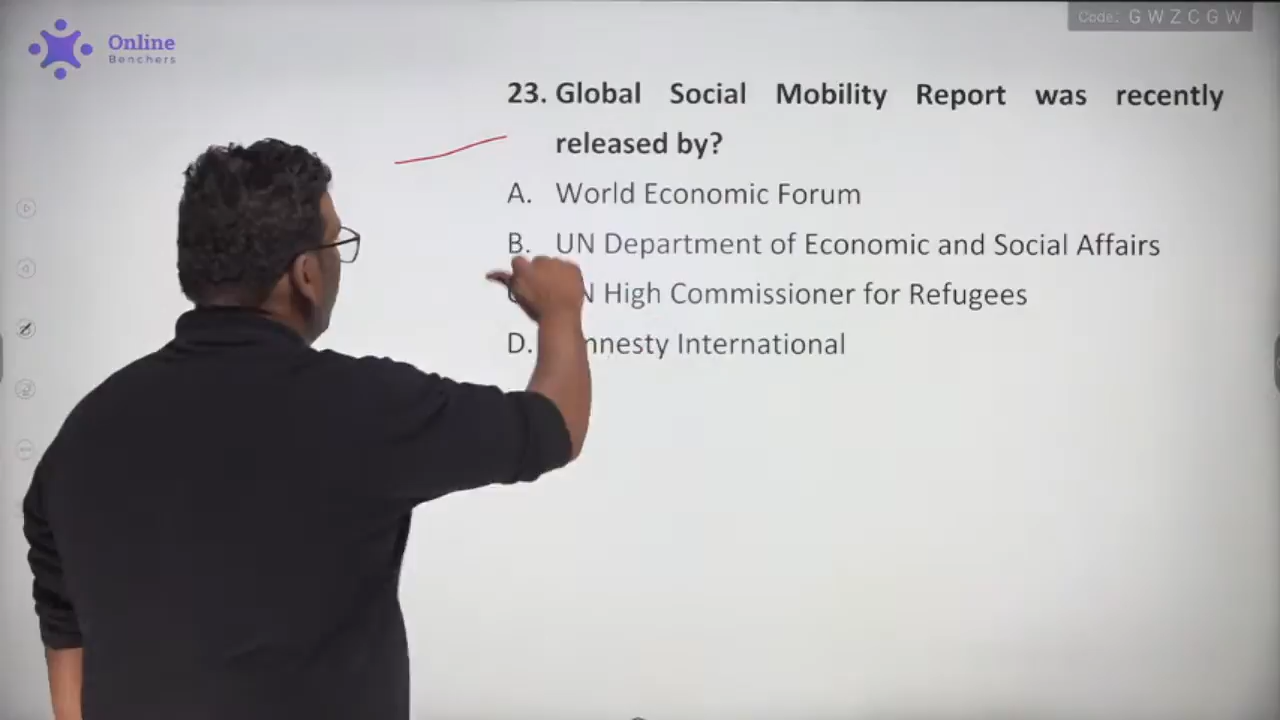 Online
Benchers
Code: G W Z C G W
23. Global Social Mobility Report was recently
released by?
A. World Economic Forum
B. UN Department of Economic and Social Affairs
High Commissioner for Refugees
D. International